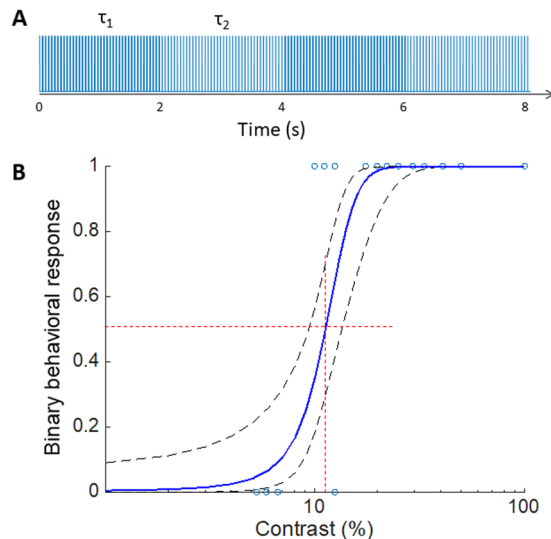 A
τ1 τ2
0 2 4 6 8
Time (s)
B
1
0.8
0.6
0.4
0.2
0
Binary behavioral response
10 100
Contrast (%)